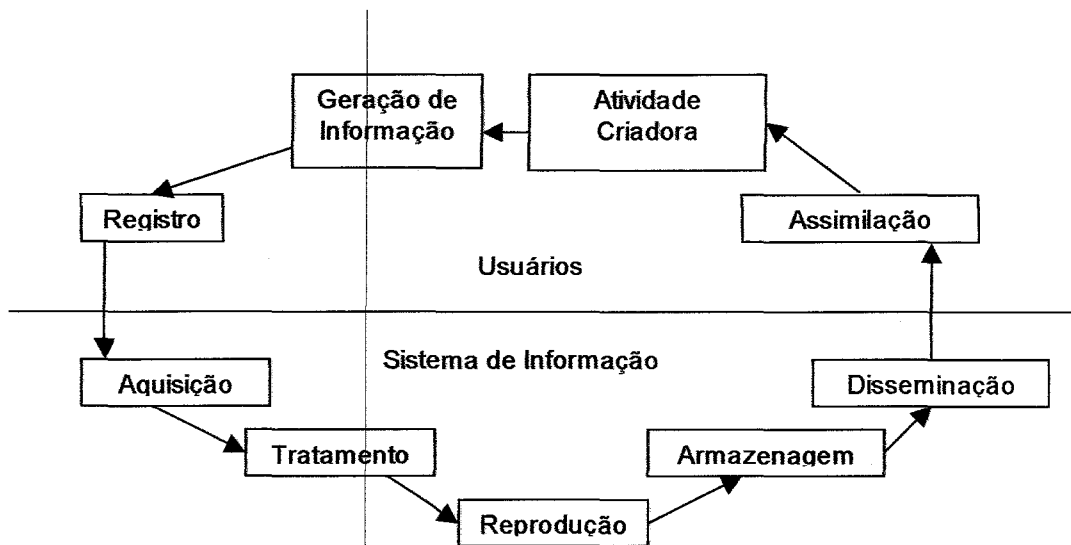 Geração de
Informação
Atividade
Criadora
Registro
Assimilação
Usuários
Sistema de Informação
Aquisição
Disseminação
Tratamento
Armazenagem
Reprodução